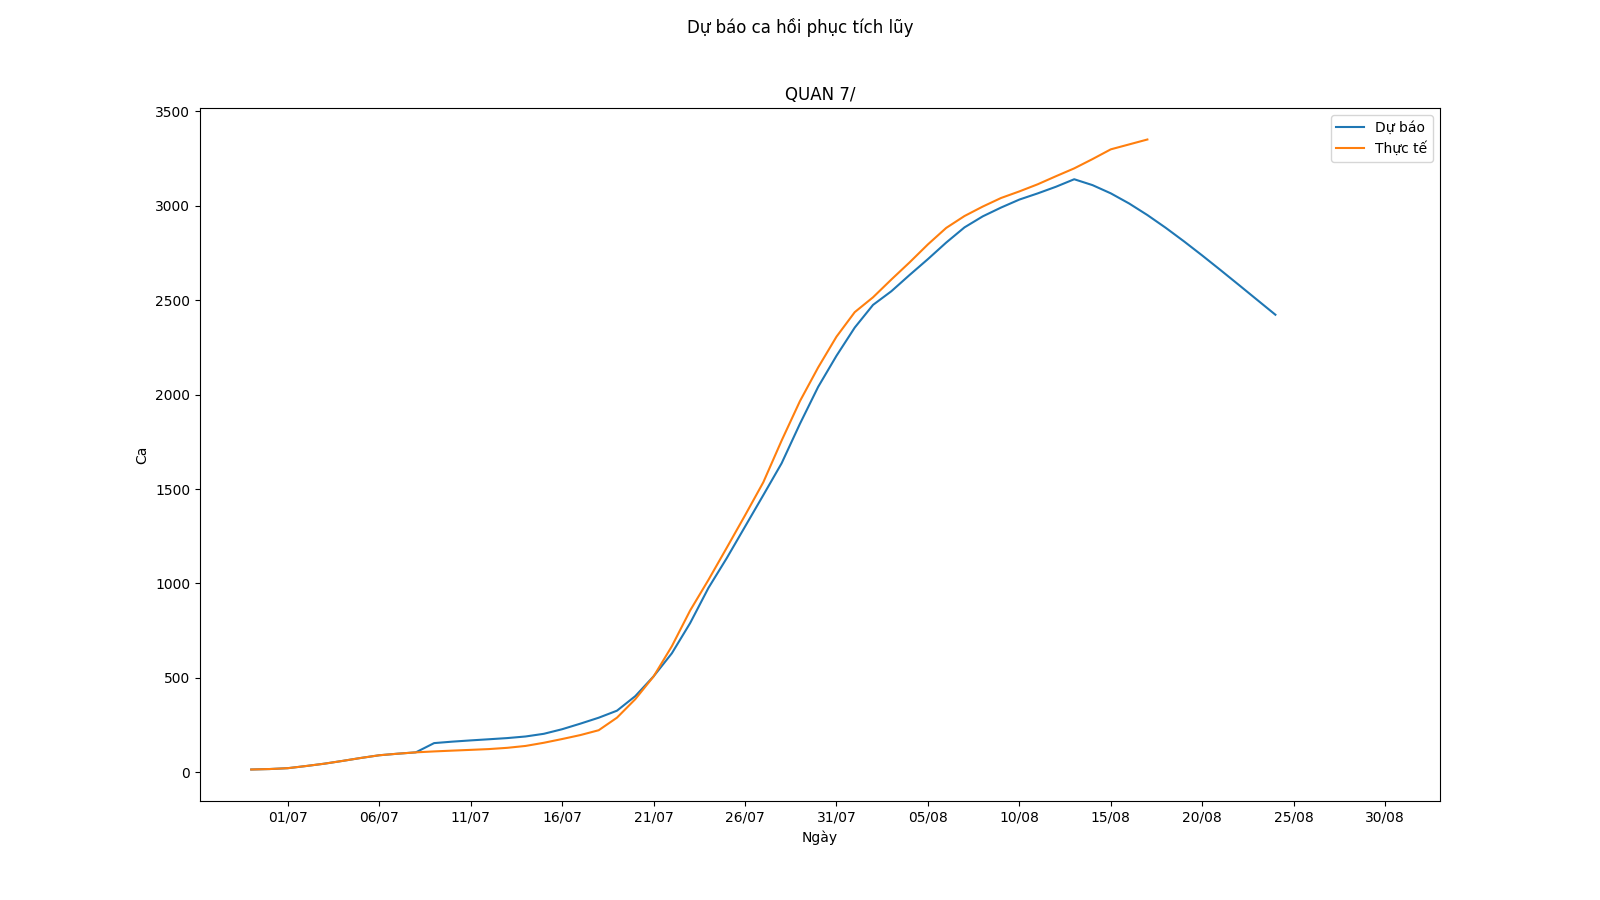 Dự báo ca hồi phục tích lũy
QUAN 7/
3500
3000
2500
2000
1500
1000
500
0
Ca
Dự báo
Thực tế
01/07 06/07 11/07 16/07 21/07 26/07 31/07 05/08 10/08 15/08 20/08 25/08 30/08
Ngày